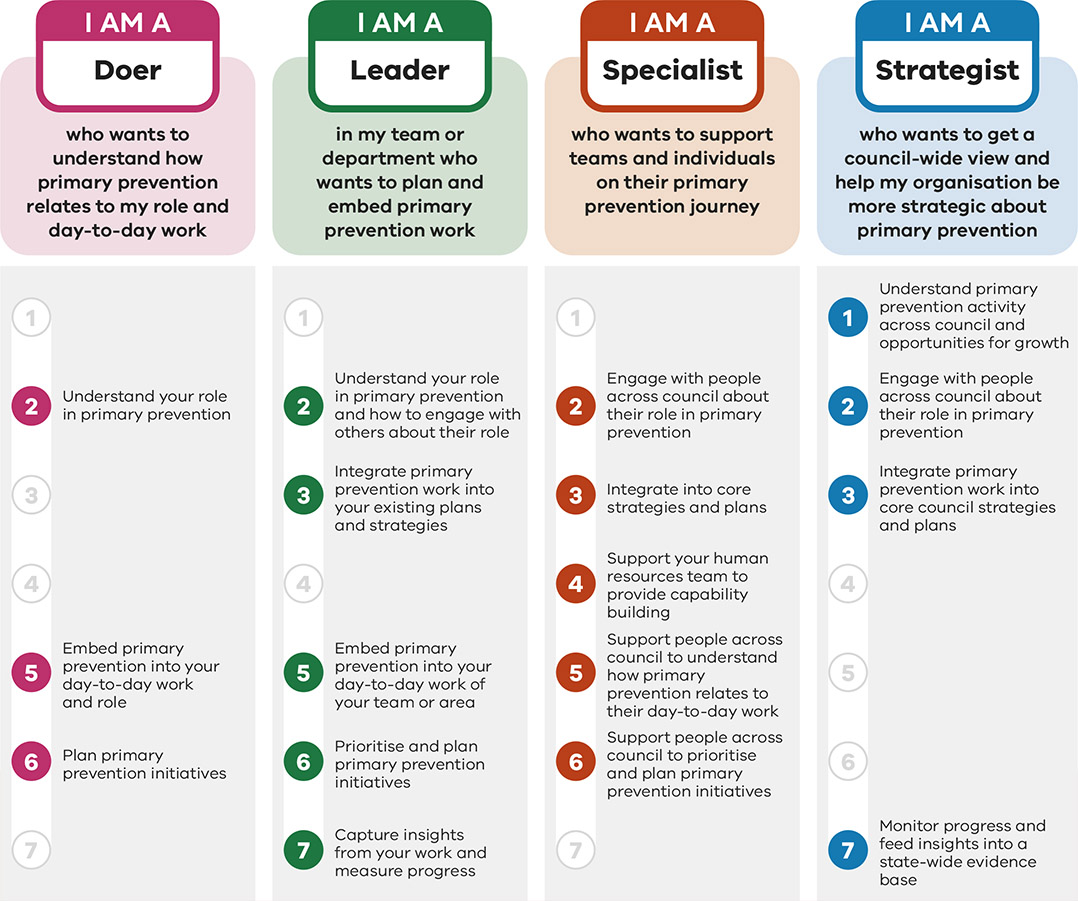 I AM A
Doer
who wants to
understand how
primary prevention
relates to my role and
day-to-day work
1
2
Understand your role
in primary prevention
3
4
5
Embed primary
prevention into your
day-to-day work
and role
6
Plan primary
prevention initiatives
7
I AM A
Leader
in my team or
department who
wants to plan and
embed primary
prevention work
1
2
Understand your role
in primary prevention
and how to engage with
others about their role
3
Integrate primary
prevention work into
your existing plans
and strategies
4
5
Embed primary
prevention into your
day-to-day work of
your team or area
6
Prioritise and plan
primary prevention
initiatives
7
Capture insights
from your work and
measure progress
I AM A
Specialist
who wants to support
teams and individuals
on their primary
prevention journey
1
2
Engage with people
across council about
their role in primary
prevention
3
Integrate into core
strategies and plans
4
Support your human
resources team to
provide capability
building
5
Support people across
council to understand
how primary
prevention relates to
their day-to-day work
6
Support people across
council to prioritise
and plan primary
prevention initiatives
7
I AM A
Strategist
who wants to get a
council-wide view and
help my organisation be
more strategic about
primary prevention
1
Understand primary
prevention activity
across council and
opportunities for growth
2
Engage with people
across council about
their role in primary
prevention
3
Integrate primary
prevention work into
core council strategies
and plans
4
5
6
7
Monitor progress and
feed insights into a
state-wide evidence
base